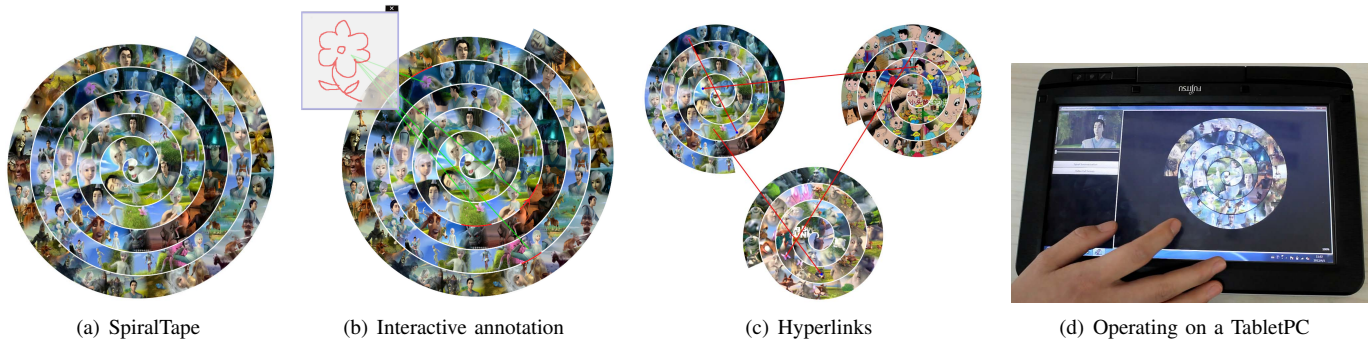 FUJITSU
(a) SpiralTape
(b) Interactive annotation
(c) Hyperlinks
(d) Operating on a TabletPC